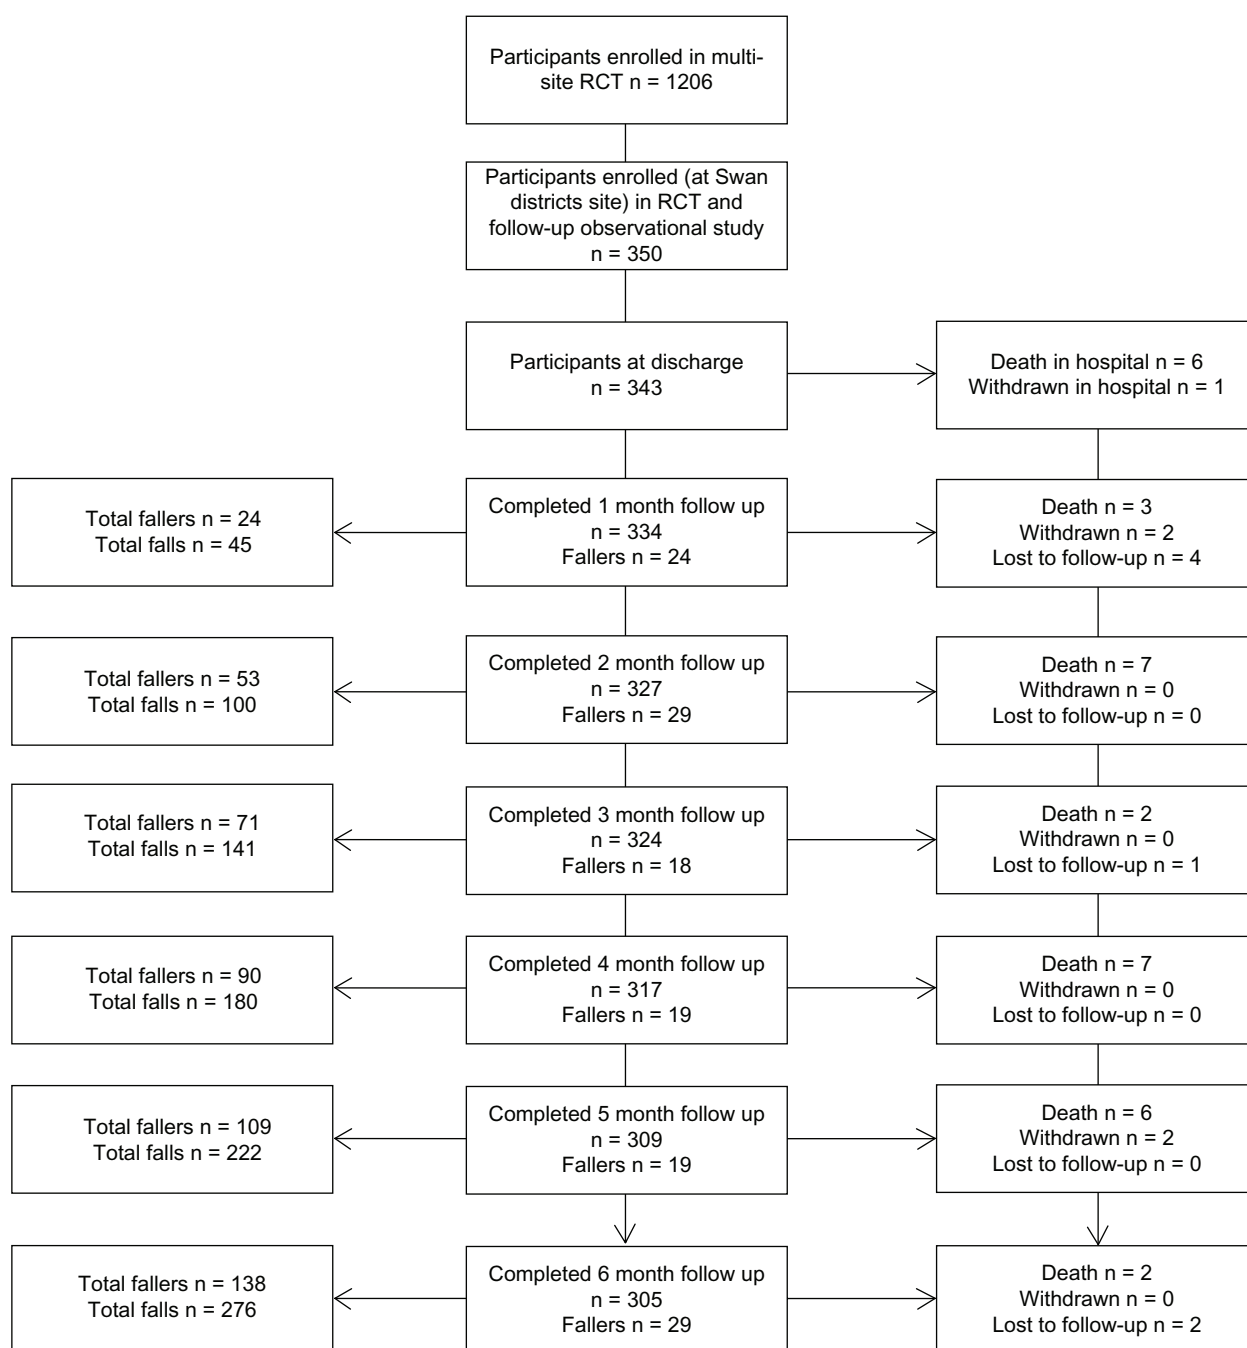 Participants enrolled in multi-
site RCT n = 1206
Participants enrolled (at Swan
districts site) in RCT and
follow-up observational study
n = 350
Participants at discharge
n = 343
Death in hospital n = 6
Withdrawn in hospital n = 1
Total fallers n = 24
Total falls n = 45
Completed 1 month follow up
n = 334
Fallers n = 24
Death n = 3
Withdrawn n = 2
Lost to follow-up n = 4
Total fallers n = 53
Total falls n = 100
Completed 2 month follow up
n = 327
Fallers n = 29
Death n = 7
Withdrawn n = 0
Lost to follow-up n = 0
Total fallers n = 71
Total falls n = 141
Completed 3 month follow up
n = 324
Fallers n = 18
Death n = 2
Withdrawn n = 0
Lost to follow-up n = 1
Total fallers n = 90
Total falls n = 180
Completed 4 month follow up
n = 317
Fallers n = 19
Death n = 7
Withdrawn n = 0
Lost to follow-up n = 0
Total fallers n = 109
Total falls n = 222
Completed 5 month follow up
n = 309
Fallers n = 19
Death n = 6
Withdrawn n = 2
Lost to follow-up n = 0
Total fallers n = 138
Total falls n = 276
Completed 6 month follow up
n = 305
Fallers n = 29
Death n = 2
Withdrawn n = 0
Lost to follow-up n = 2